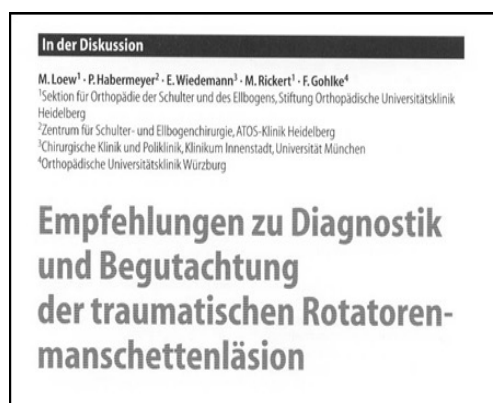 In der Diskussion
M. Loew¹ · P. Habermeyer² · E. Wiedemann³ · M. Rickert¹ · F. Gohlke⁴
¹Sektion für Orthopädie der Schulter und des Ellbogens, Stiftung Orthopädische Universitätsklinik
Heidelberg
²Zentrum für Schulter- und Ellbogenchirurgie, ATOS-Klinik Heidelberg
³Chirurgische Klinik und Poliklinik, Klinikum Innenstadt, Universität München
⁴Orthopädische Universitätsklinik Würzburg
Empfehlungen zu Diagnostik
und Begutachtung
der traumatischen Rotatoren-
manschettenläsion